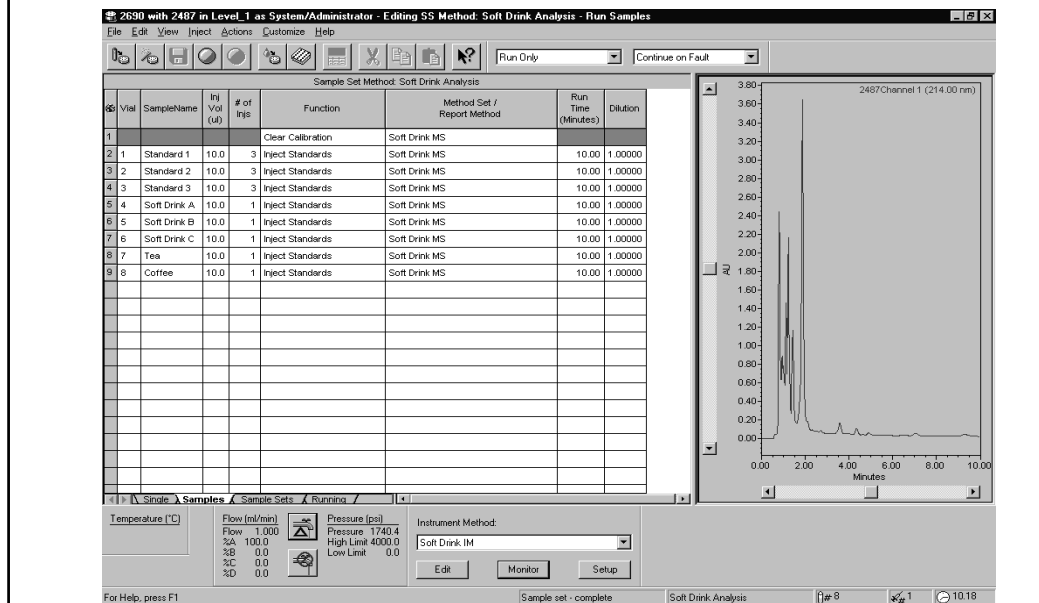 2690 with 2487 in Level_1 as System/Administrator - Editing SS Method: Soft Drink Analysis - Run Samples
File Edit View Inject Actions Customize Help
Run Only Continue on Fault
Sample Set Method: Soft Drink Analysis
Vial SampleName Inj Vol (ul) # of Injs Function Method Set / Report Method Run Time (Minutes) Dilution
1 Clear Calibration Soft Drink MS
2 1 Standard 1 10.0 3 Inject Standards Soft Drink MS 10.00 1.00000
3 2 Standard 2 10.0 3 Inject Standards Soft Drink MS 10.00 1.00000
4 3 Standard 3 10.0 3 Inject Standards Soft Drink MS 10.00 1.00000
5 4 Soft Drink A 10.0 1 Inject Standards Soft Drink MS 10.00 1.00000
6 5 Soft Drink B 10.0 1 Inject Standards Soft Drink MS 10.00 1.00000
7 6 Soft Drink C 10.0 1 Inject Standards Soft Drink MS 10.00 1.00000
8 7 Tea 10.0 1 Inject Standards Soft Drink MS 10.00 1.00000
9 8 Coffee 10.0 1 Inject Standards Soft Drink MS 10.00 1.00000
Single Samples Sample Sets Running
2487Channel 1 (214.00 nm)
3.80
3.60
3.40
3.20
3.00
2.80
2.60
2.40
2.20
2.00
1.80
1.60
1.40
1.20
1.00
0.80
0.60
0.40
0.20
0.00
AU
0.00 2.00 4.00 6.00 8.00 10.00
Minutes
Temperature (°C)
Flow (ml/min)
Flow 1.000
%A 100.0
%B 0.0
%C 0.0
%D 0.0
Pressure (psi)
Pressure 1740.4
High Limit 4000.0
Low Limit 0.0
Instrument Method:
Soft Drink IM
Edit Monitor Setup
For Help, press F1 Sample set - complete Soft Drink Analysis # 8 # 1 10.18